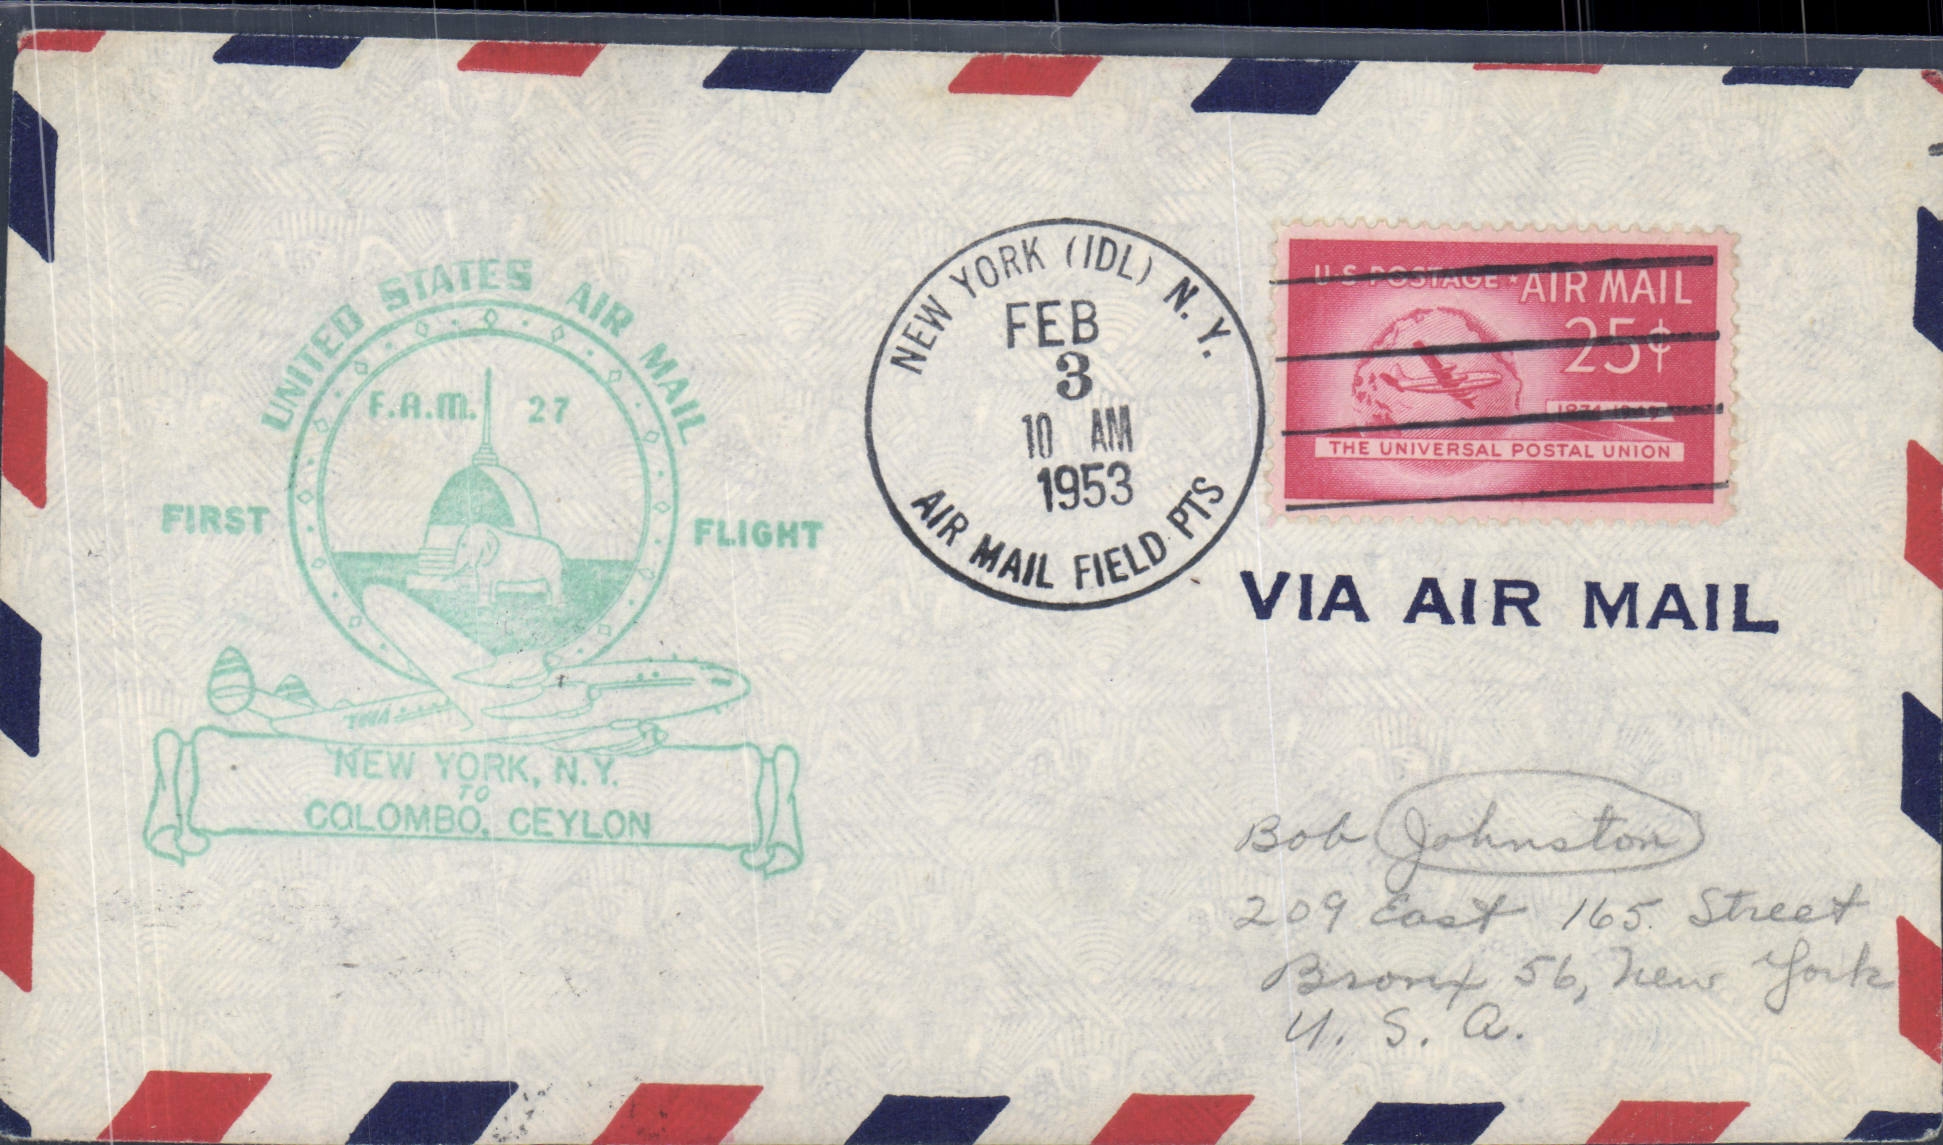 UNITED STATES AIR MAIL
F.A.M. 27
FIRST FLIGHT
TWA
NEW YORK, N.Y.
TO
COLOMBO, CEYLON
NEW YORK (IDL) N. Y.
FEB
3
10 AM
1953
AIR MAIL FIELD PTS
U S POSTAGE AIR MAIL
25¢
1874-1949
THE UNIVERSAL POSTAL UNION
VIA AIR MAIL
Bob Johnston
209 East 165 Street
Bronx 56, New York
U. S. A.